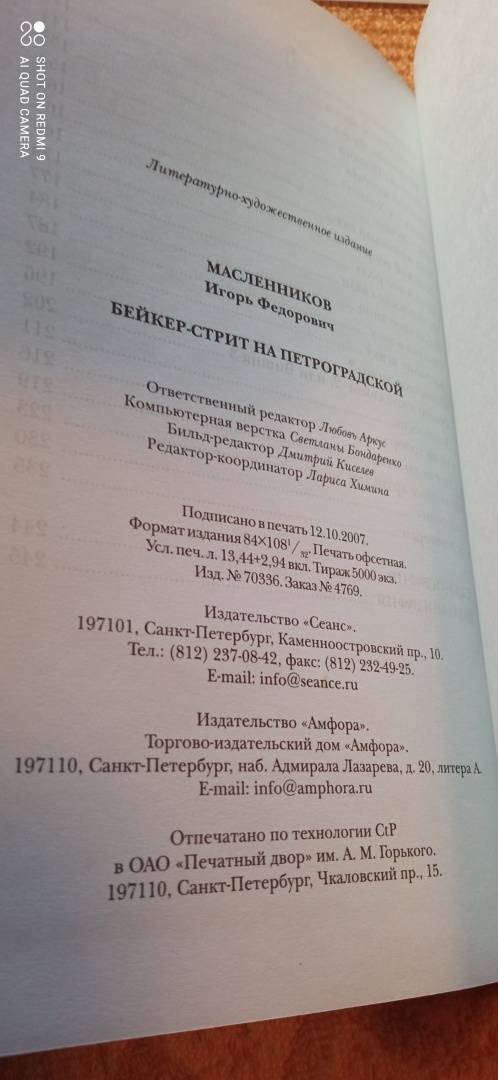 SHOT ON REDMI 9
AI QUAD CAMERA
Литературно-художественное издание
МАСЛЕННИКОВ
Игорь Федорович
БЕЙКЕР-СТРИТ НА ПЕТРОГРАДСКОЙ
Ответственный редактор Любовь Аркус
Компьютерная верстка Светланы Бондаренко
Бильд-редактор Дмитрий Киселев
Редактор-координатор Лариса Химина
Подписано в печать 12.10.2007.
Формат издания 84×108 1/32. Печать офсетная.
Усл. печ. л. 13,44+2,94 вкл. Тираж 5000 экз.
Изд. № 70336. Заказ № 4769.
Издательство «Сеанс».
197101, Санкт-Петербург, Каменноостровский пр., 10.
Тел.: (812) 237-08-42, факс: (812) 232-49-25.
E-mail: info@seance.ru
Издательство «Амфора».
Торгово-издательский дом «Амфора».
197110, Санкт-Петербург, наб. Адмирала Лазарева, д. 20, литера А.
E-mail: info@amphora.ru
Отпечатано по технологии CtP
в ОАО «Печатный двор» им. А. М. Горького.
197110, Санкт-Петербург, Чкаловский пр., 15.